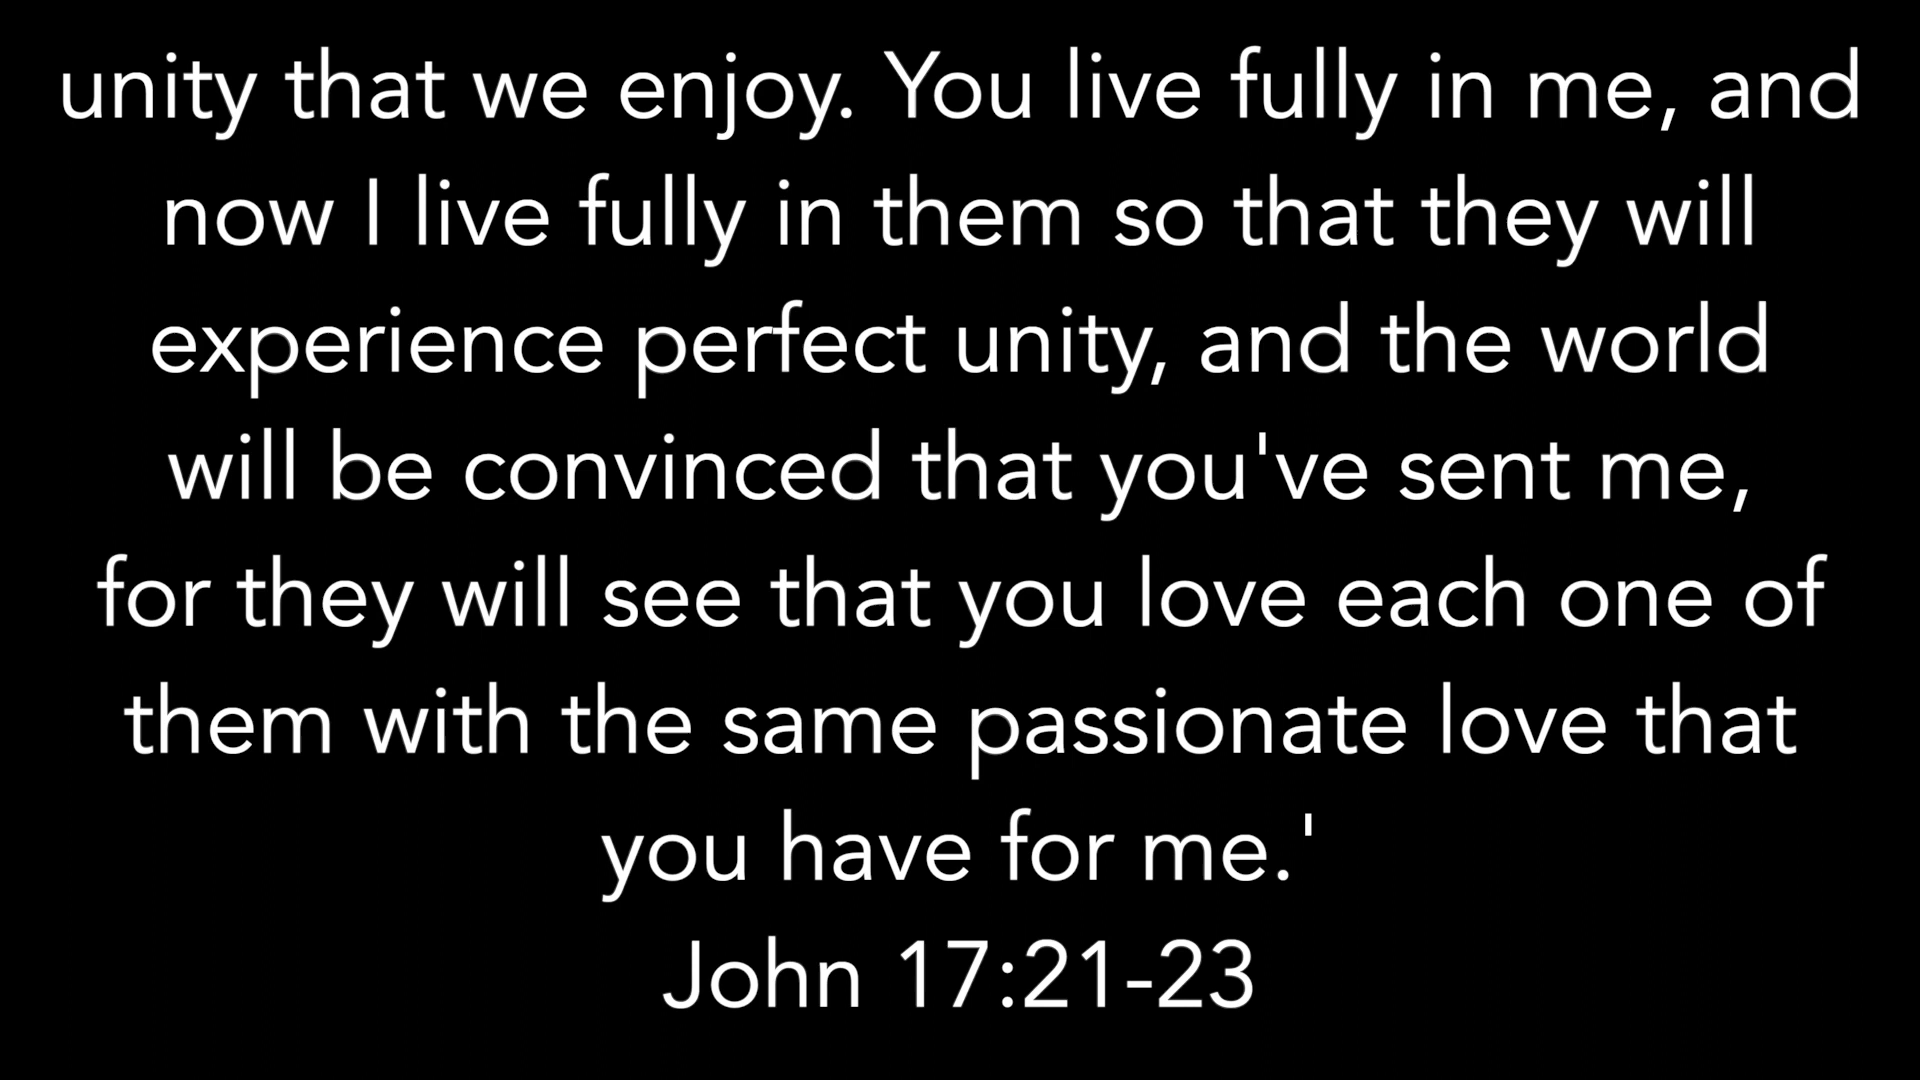 unity that we enjoy. You live fully in me, and
now I live fully in them so that they will
experience perfect unity, and the world
will be convinced that you've sent me,
for they will see that you love each one of
them with the same passionate love that
you have for me.'
John 17:21-23